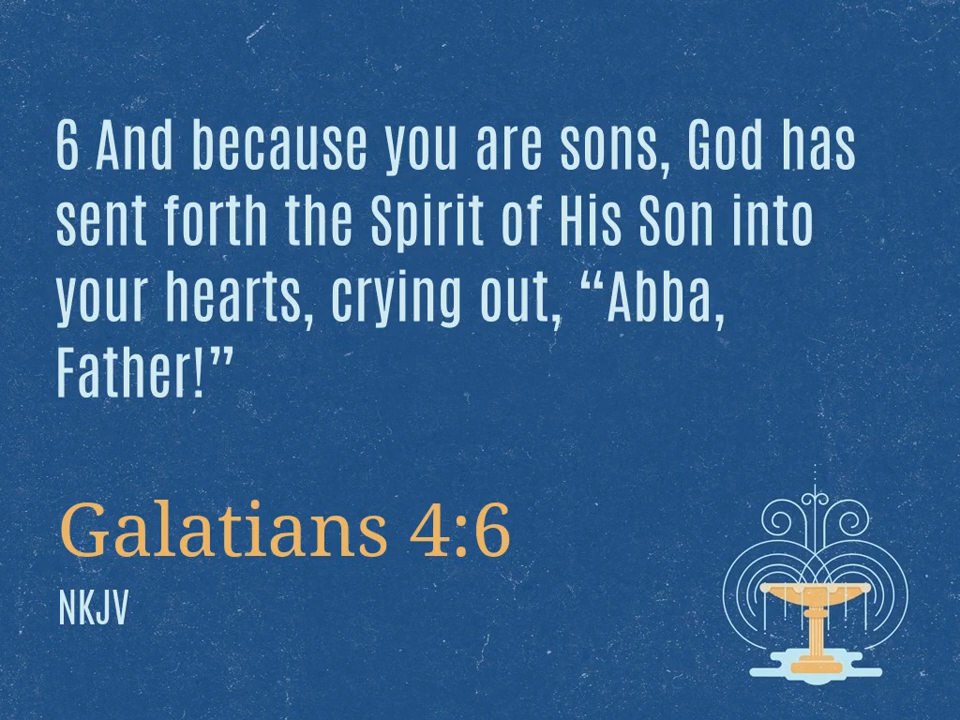 6 And because you are sons, God has
sent forth the Spirit of His Son into
your hearts, crying out, “Abba,
Father!”
Galatians 4:6
NKJV